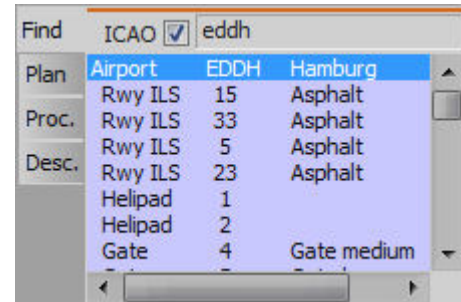 Find ICAO eddh
Plan
Proc.
Desc.
Airport EDDH Hamburg
Rwy ILS 15 Asphalt
Rwy ILS 33 Asphalt
Rwy ILS 5 Asphalt
Rwy ILS 23 Asphalt
Helipad 1
Helipad 2
Gate 4 Gate medium